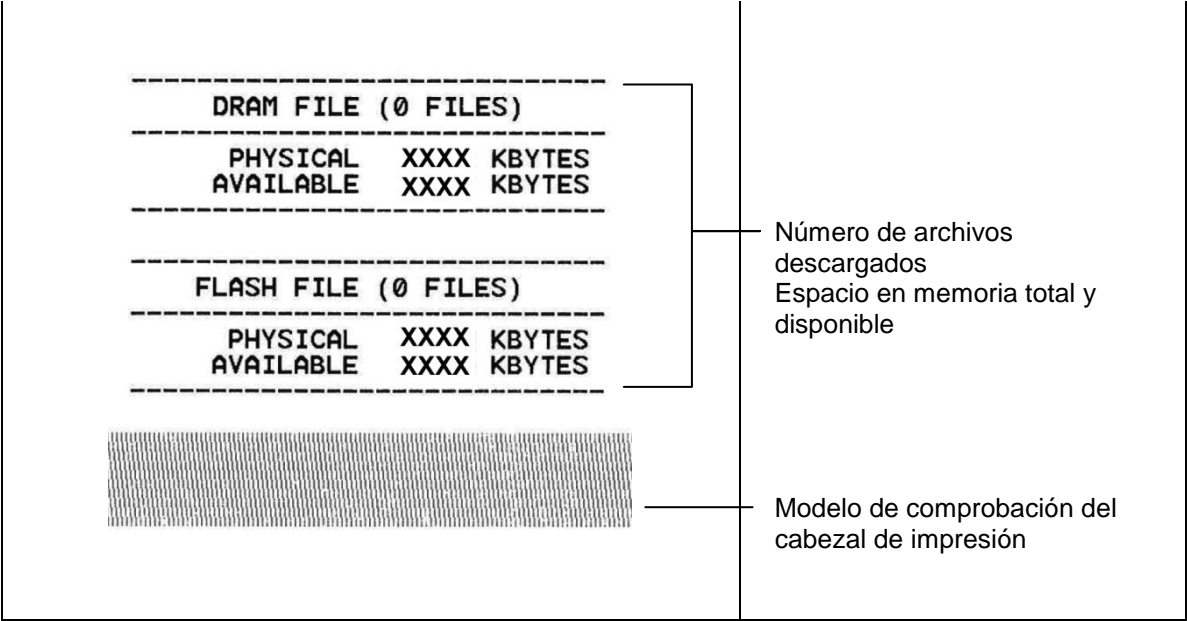 DRAM FILE (0 FILES)
PHYSICAL XXXX KBYTES
AVAILABLE XXXX KBYTES
FLASH FILE (0 FILES)
PHYSICAL XXXX KBYTES
AVAILABLE XXXX KBYTES
Número de archivos
descargados
Espacio en memoria total y
disponible
Modelo de comprobación del
cabezal de impresión